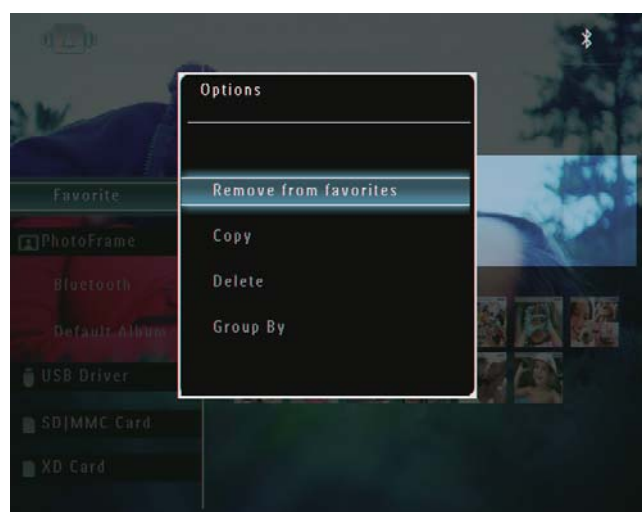 Options
Remove from favorites
Copy
Delete
Group By
Favorite
PhotoFrame
Bluetooth
Default Album
USB Driver
SD|MMC Card
XD Card